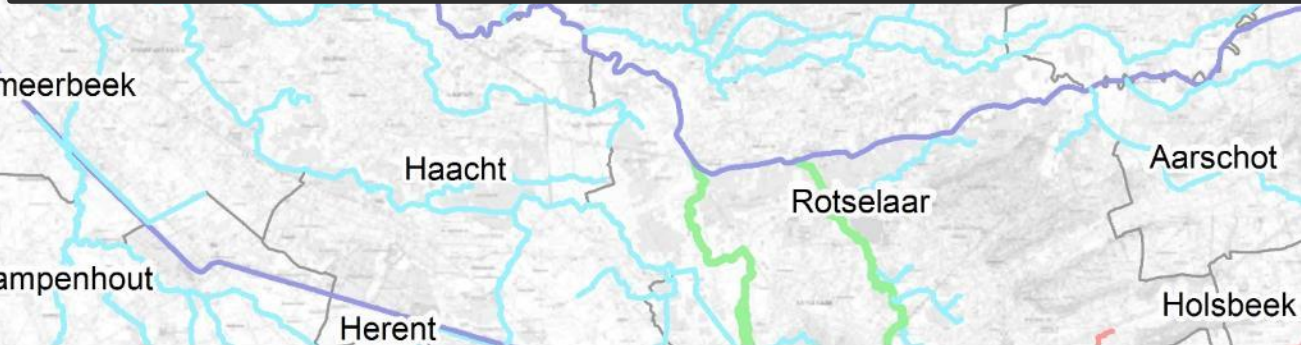 meerbeek
Haacht
Aarschot
Rotselaar
ampenhout
Holsbeek
Herent